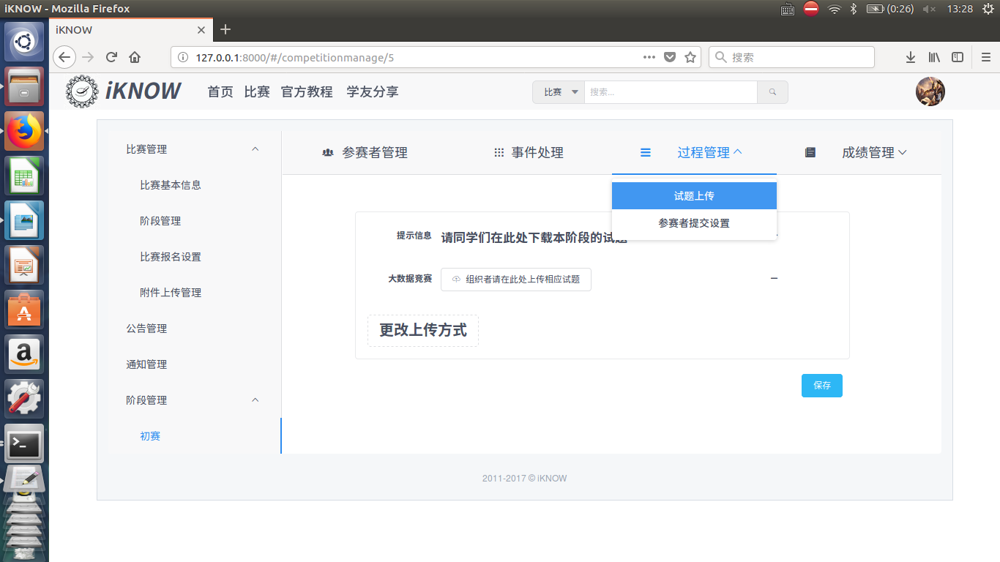 iKNOW - Mozilla Firefox
(0:26)
13:28
iKNOW
127.0.0.1:8000/#/competitionmanage/5
搜索
iKNOW
首页 比赛 官方教程 学友分享
比赛
搜索...
比赛管理
比赛基本信息
阶段管理
比赛报名设置
附件上传管理
公告管理
通知管理
阶段管理
初赛
参赛者管理
事件处理
过程管理
成绩管理
试题上传
参赛者提交设置
提示信息
请同学们在此处下载本阶段的试题
大数据竞赛
组织者请在此处上传相应试题
更改上传方式
保存
2011-2017 © iKNOW